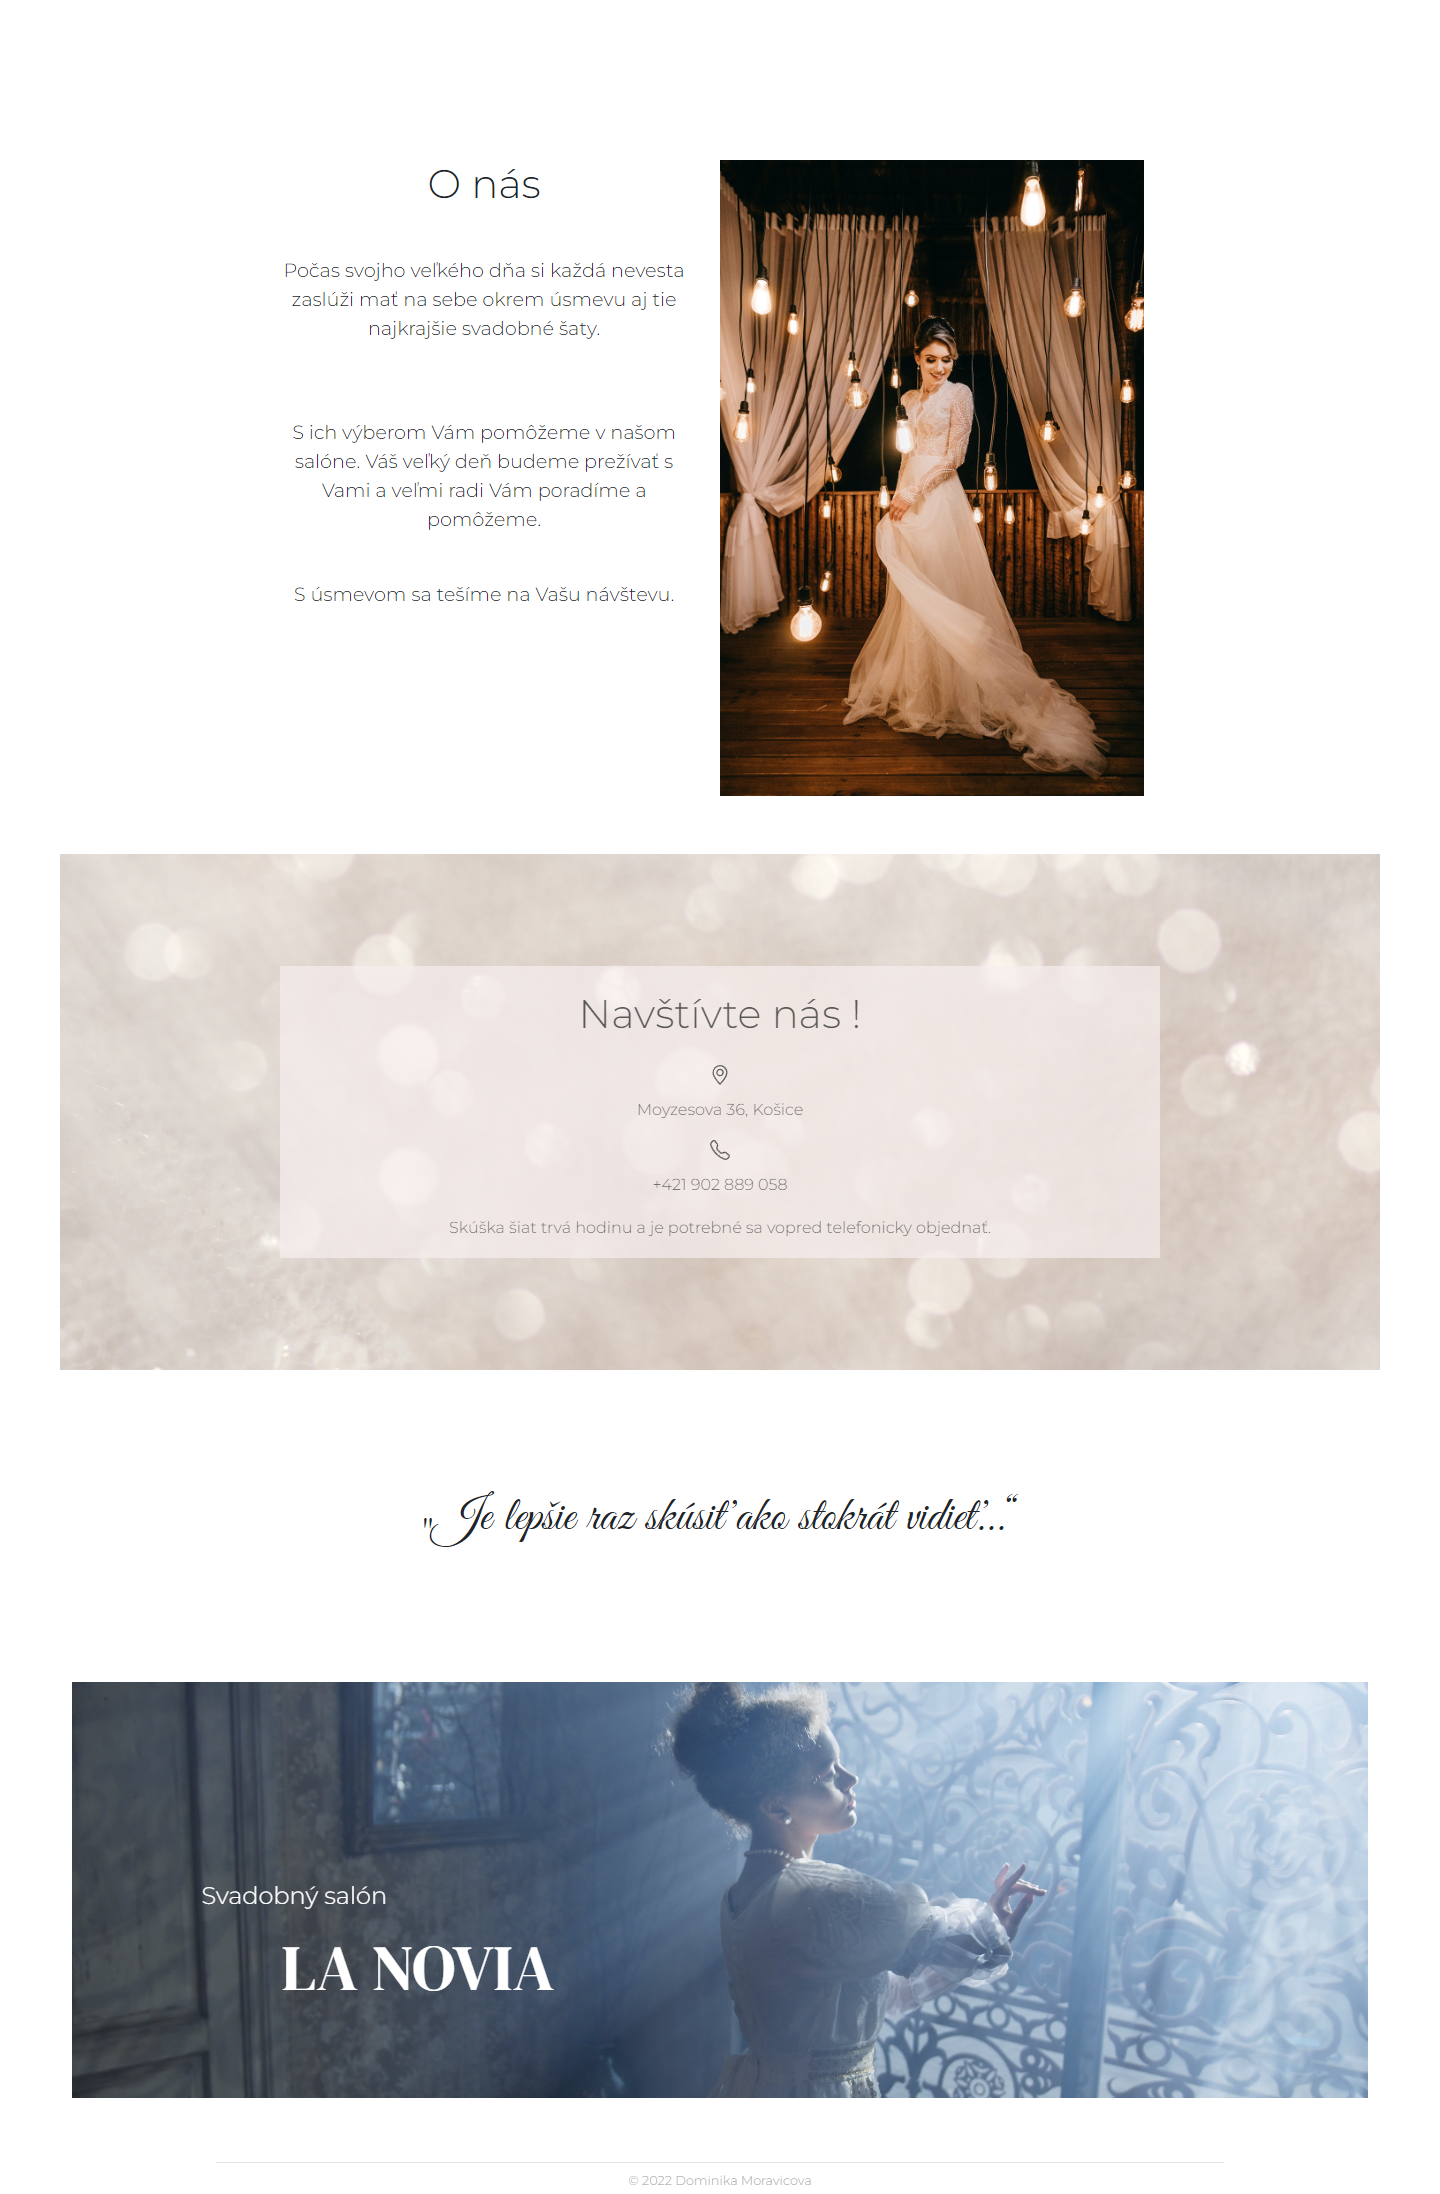 O nás
Počas svojho veľkého dňa si každá nevesta
zaslúži mať na sebe okrem úsmevu aj tie
najkrajšie svadobné šaty.
S ich výberom Vám pomôžeme v našom
salóne. Váš veľký deň budeme prežívať s
Vami a veľmi radi Vám poradíme a
pomôžeme.
S úsmevom sa tešíme na Vašu návštevu.
Navštívte nás !
Moyzesova 36, Košice
+421 902 889 058
Skúška šiat trvá hodinu a je potrebné sa vopred telefonicky objednať.
"Je lepšie raz skúsiť ako stokrát vidieť...“
Svadobný salón
LA NOVIA
© 2022 Dominika Moravicova